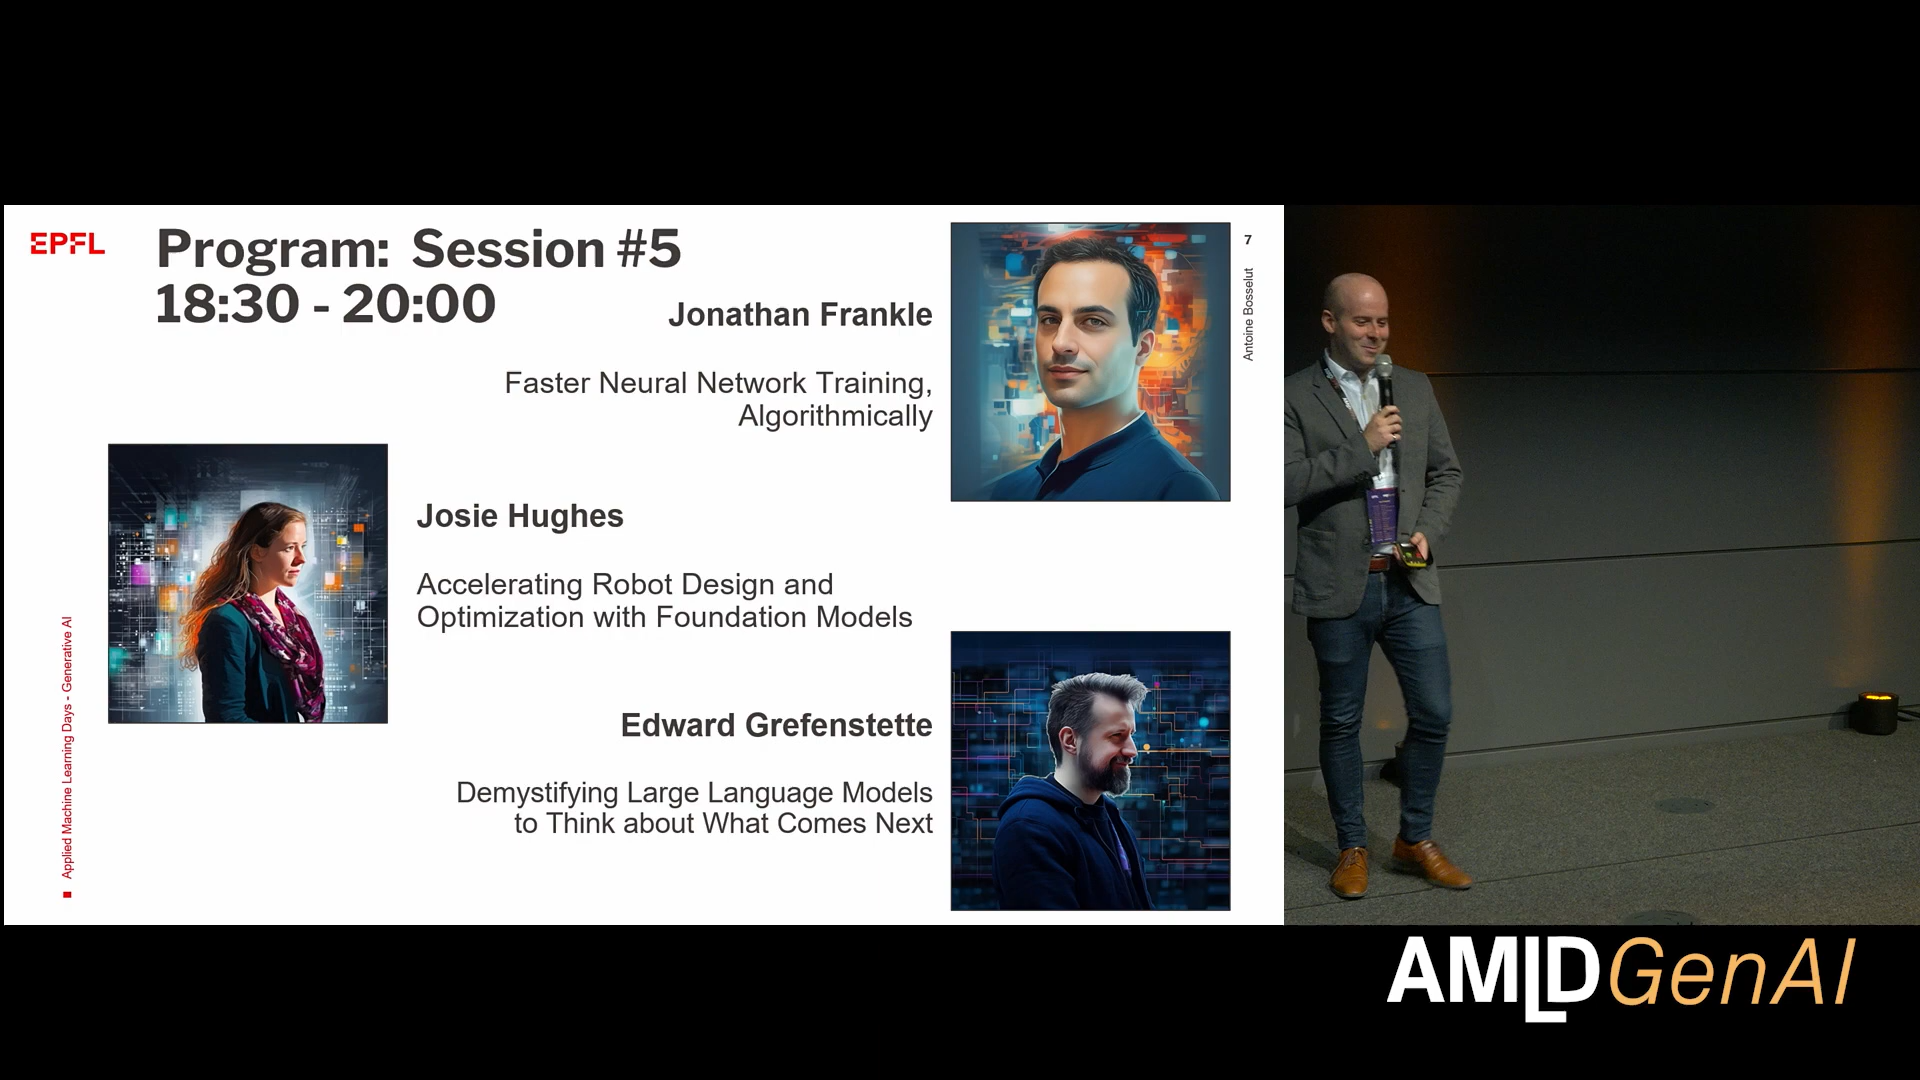 EPFL
Program: Session #5
18:30 - 20:00
7
Antoine Bosselut
Jonathan Frankle
Faster Neural Network Training,
Algorithmically
Josie Hughes
Accelerating Robot Design and
Optimization with Foundation Models
Edward Grefenstette
Demystifying Large Language Models
to Think about What Comes Next
Applied Machine Learning Days - Generative AI
AMLDGenAI